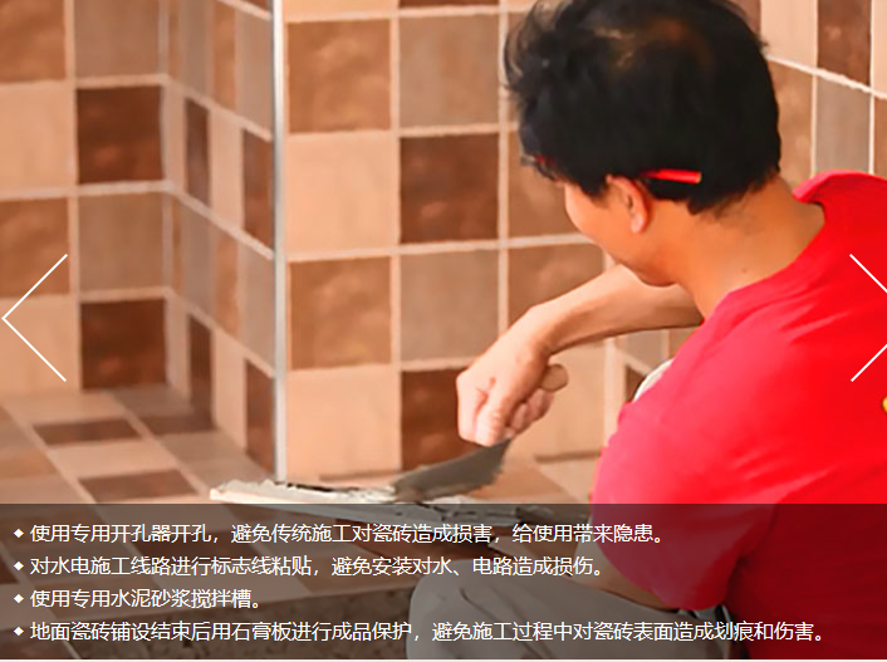 使用专用开孔器开孔，避免传统施工对瓷砖造成损害，给使用带来隐患。
对水电施工线路进行标志线粘贴，避免安装对水、电路造成损伤。
使用专用水泥砂浆搅拌槽。
地面瓷砖铺设结束后用石膏板进行成品保护，避免施工过程中对瓷砖表面造成划痕和伤害。